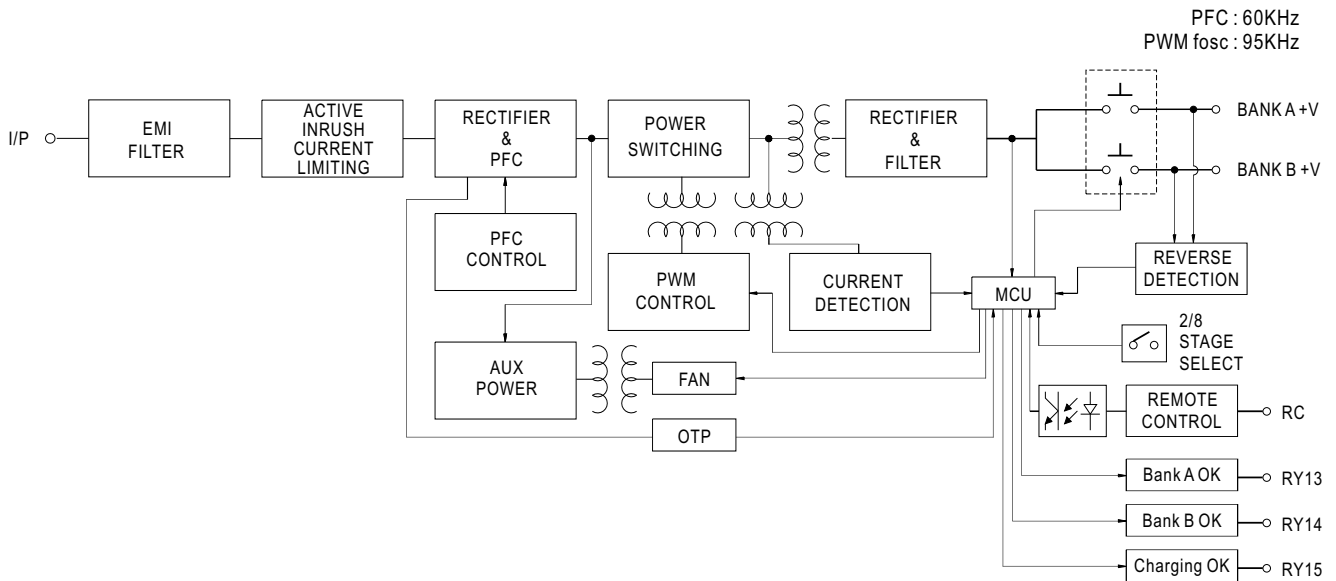 PFC : 60KHz
PWM fosc : 95KHz
I/P
EMI
FILTER
ACTIVE
INRUSH
CURRENT
LIMITING
RECTIFIER
&
PFC
POWER
SWITCHING
RECTIFIER
&
FILTER
BANK A +V
BANK B +V
PFC
CONTROL
PWM
CONTROL
CURRENT
DETECTION
MCU
REVERSE
DETECTION
2/8
STAGE
SELECT
AUX
POWER
FAN
OTP
REMOTE
CONTROL
RC
Bank A OK
RY13
Bank B OK
RY14
Charging OK
RY15